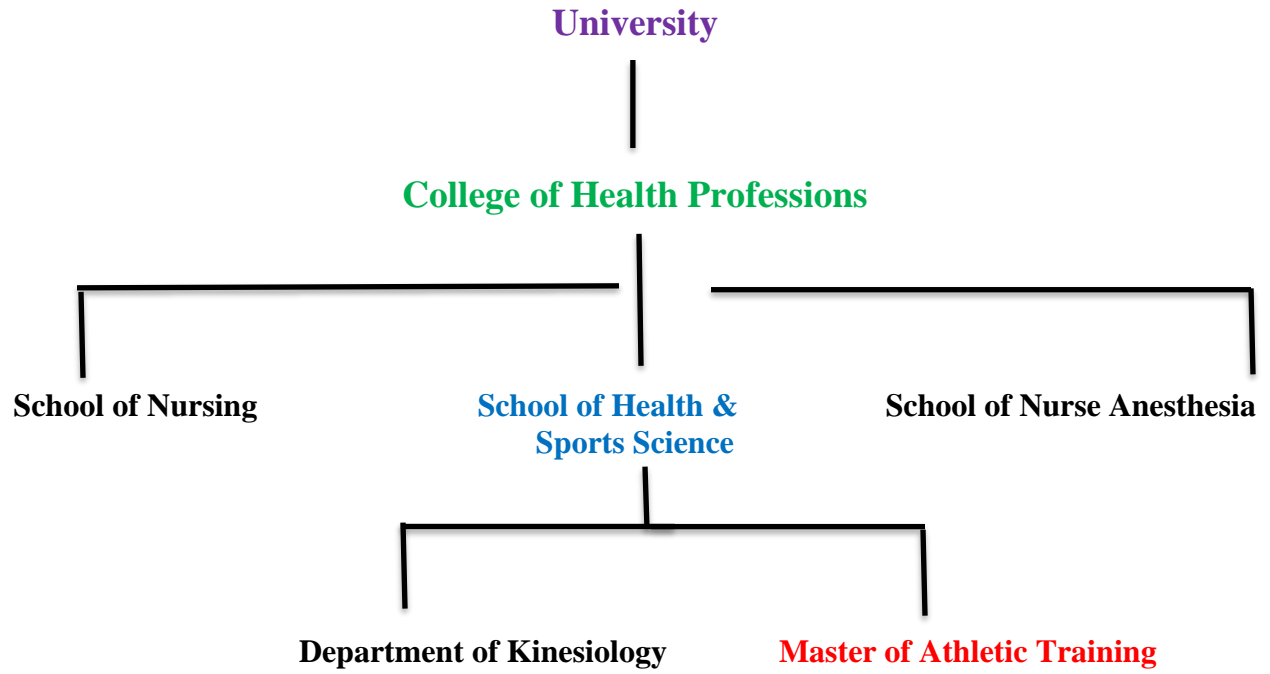 University
College of Health Professions
School of Nursing
School of Health &
Sports Science
School of Nurse Anesthesia
Department of Kinesiology
Master of Athletic Training